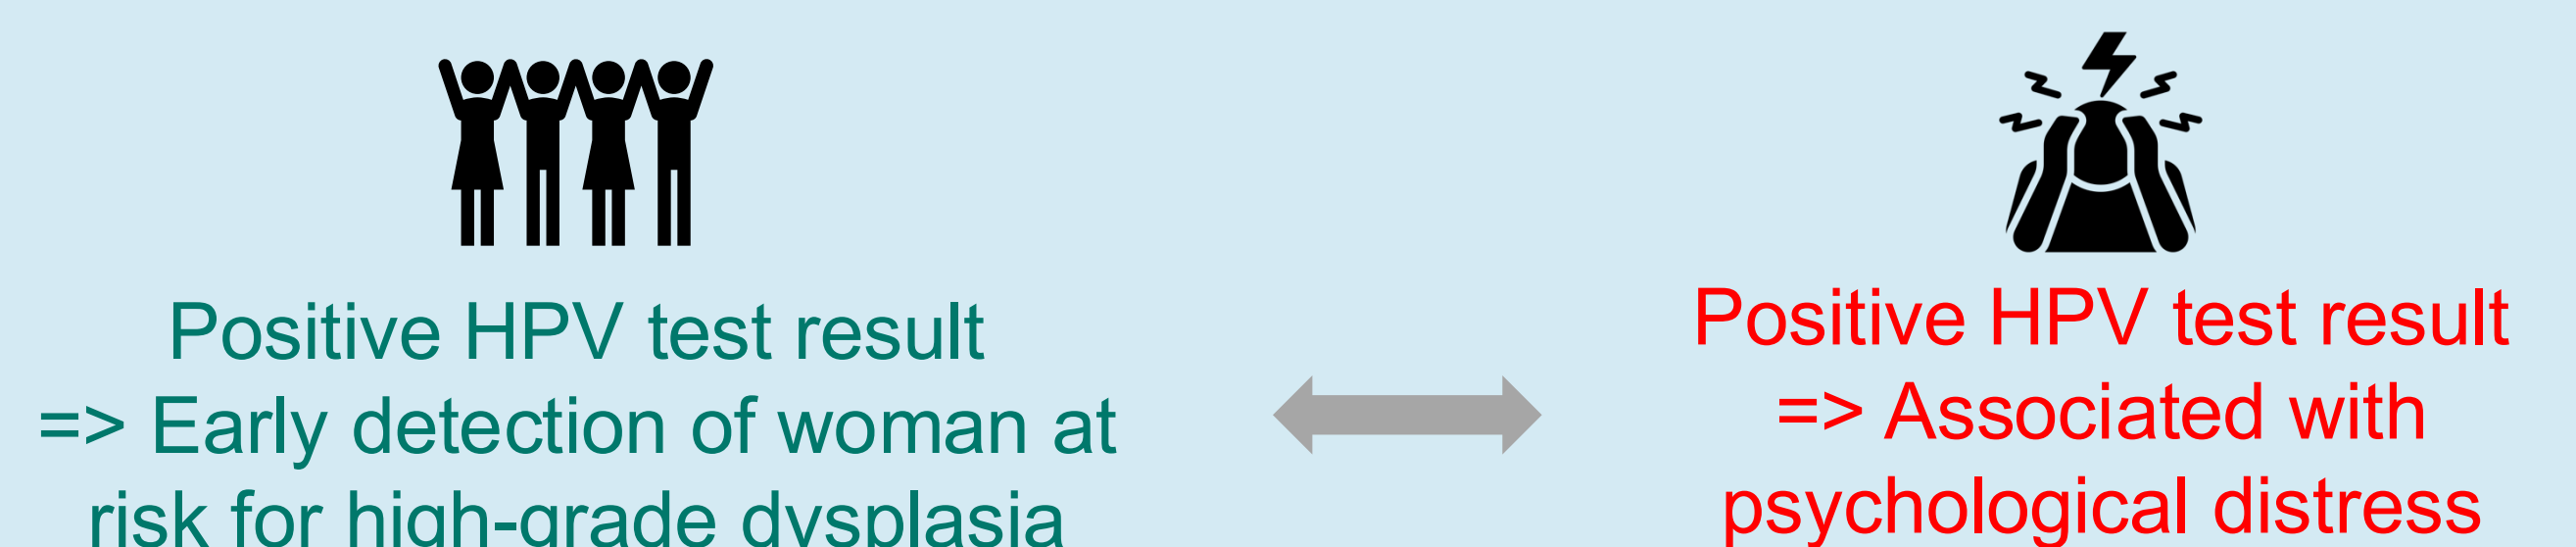 Positive HPV test result
=> Early detection of woman at
risk for high-grade dysplasia
Positive HPV test result
=> Associated with
psychological distress